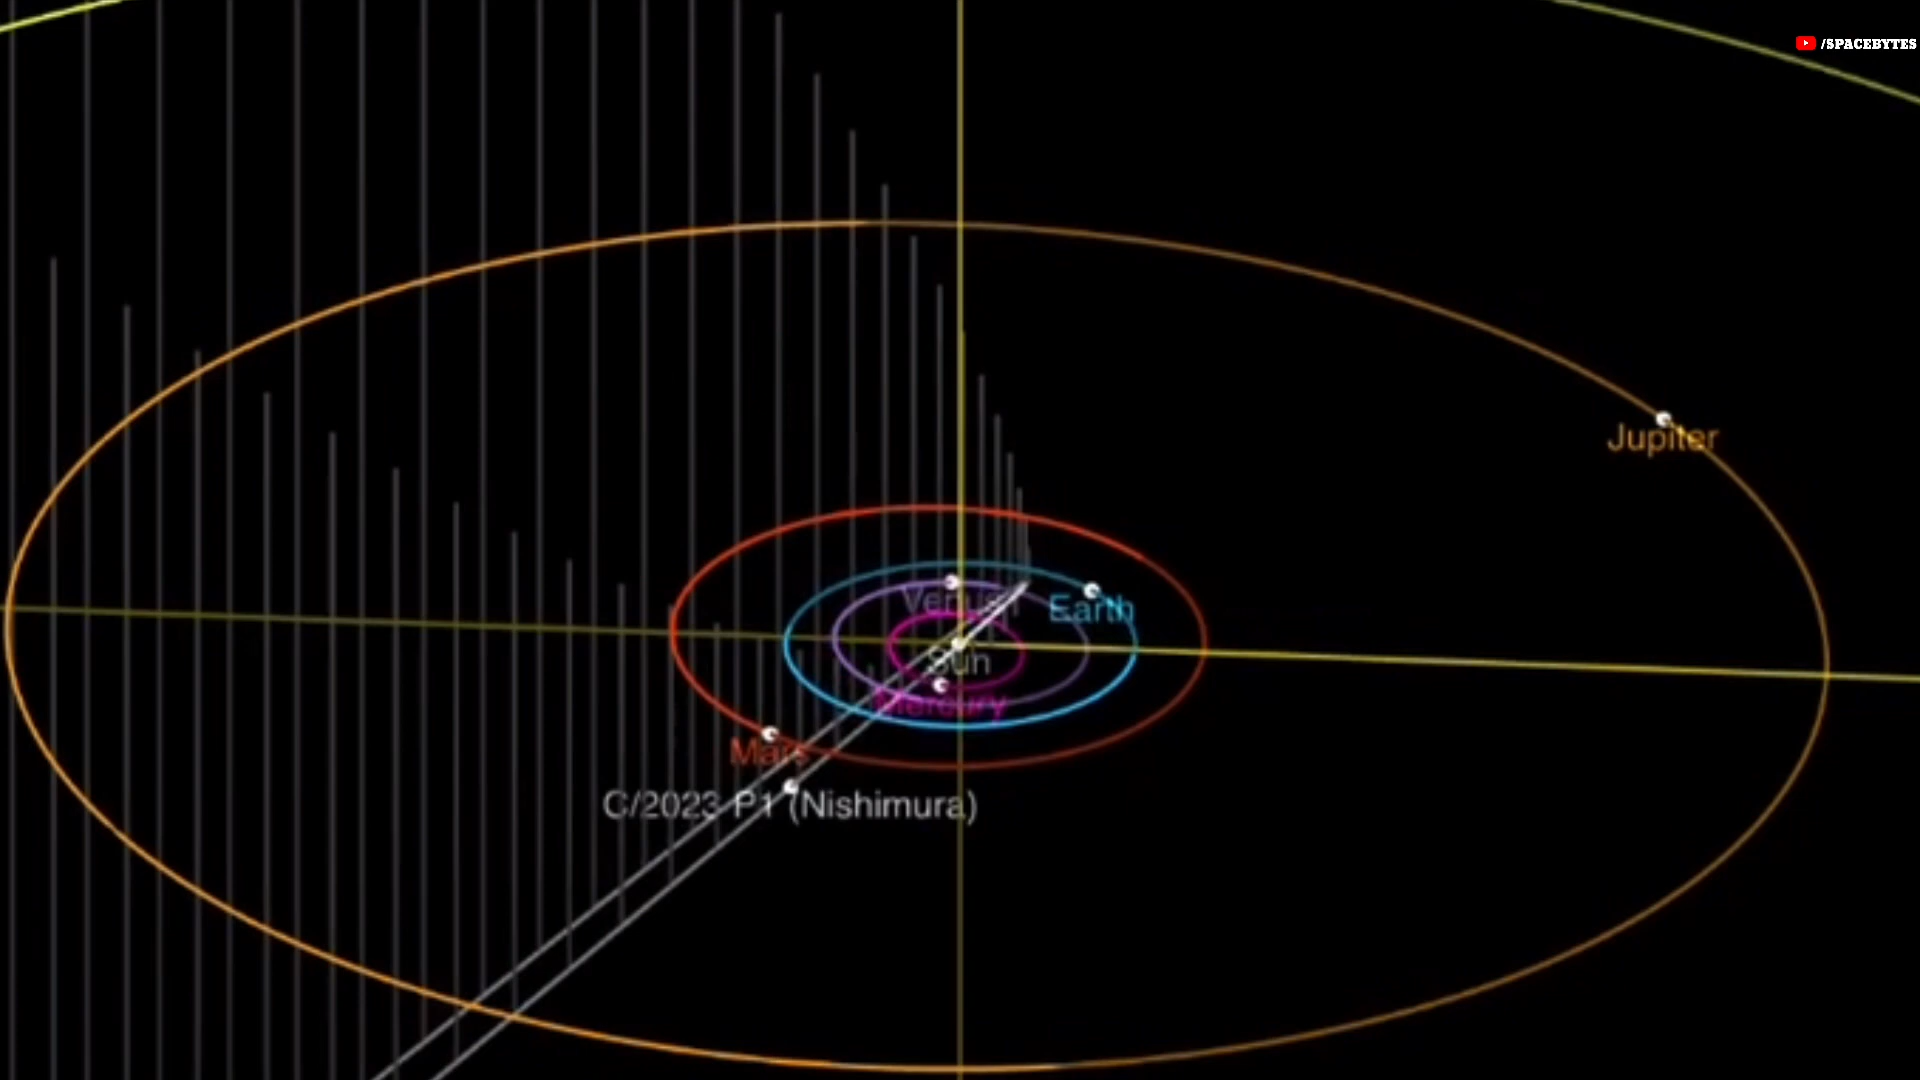 /SPACEBYTES
Jupiter
Venus
Earth
Sun
Mercury
Mars
C/2023 P1 (Nishimura)